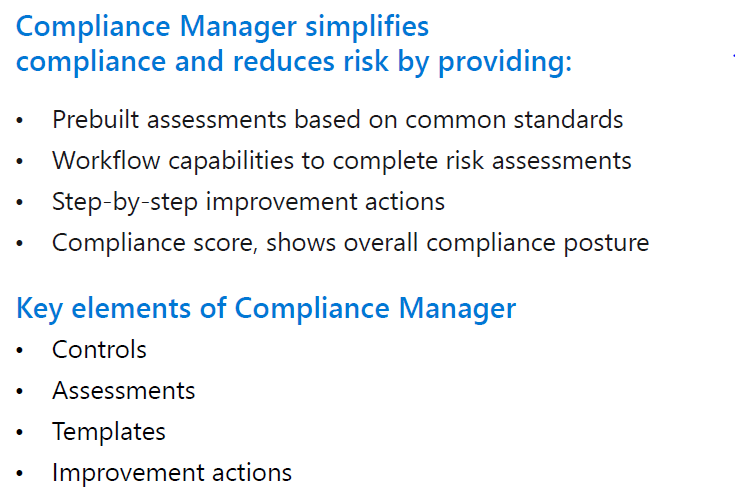 Compliance Manager simplifies
compliance and reduces risk by providing:
• Prebuilt assessments based on common standards
• Workflow capabilities to complete risk assessments
• Step-by-step improvement actions
• Compliance score, shows overall compliance posture
Key elements of Compliance Manager
• Controls
• Assessments
• Templates
• Improvement actions